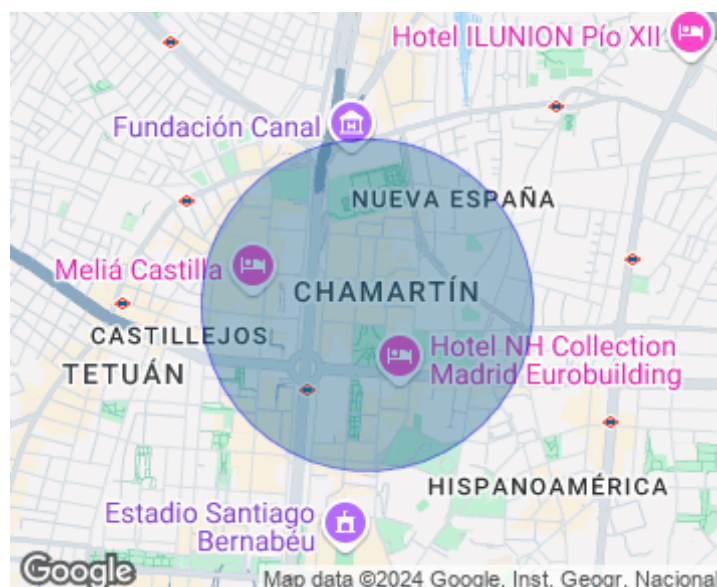 Hotel ILUNION Pío XII
Fundación Canal
NUEVA ESPAÑA
Meliá Castilla
CHAMARTÍN
CASTILLEJOS
TETUÁN
Hotel NH Collection
Madrid Eurobuilding
HISPANOAMÉRICA
Estadio Santiago
Bernabéu
Google
Map data ©2024 Google, Inst. Geogr. Nacional